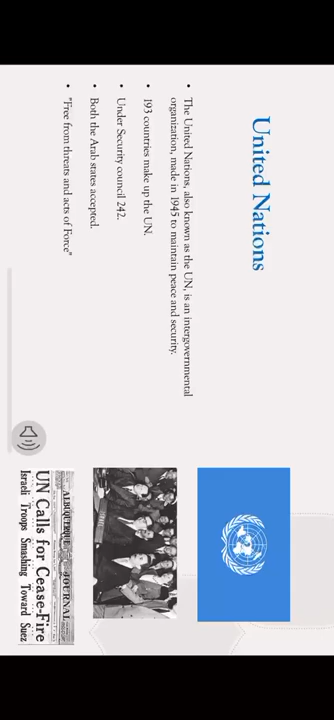 United Nations
• The United Nations, also known as the UN, is an intergovernmental
organization, made in 1945 to maintain peace and security.
• 193 countries make up the UN.
• Under Security council 242.
• Both the Arab states accepted.
• "Free from threats and acts of Force"
ALBUQUERQUE JOURNAL
UN Calls for Cease-Fire
Israeli Troops Smashing Toward Suez